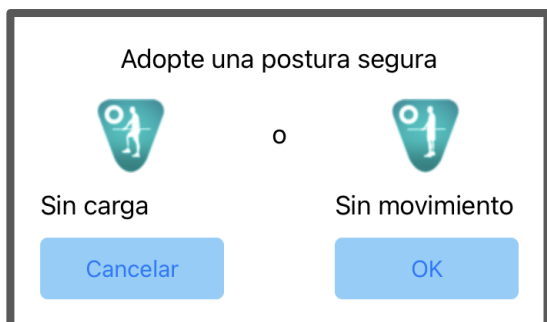 Adopte una postura segura
o
Sin carga
Sin movimiento
Cancelar
OK